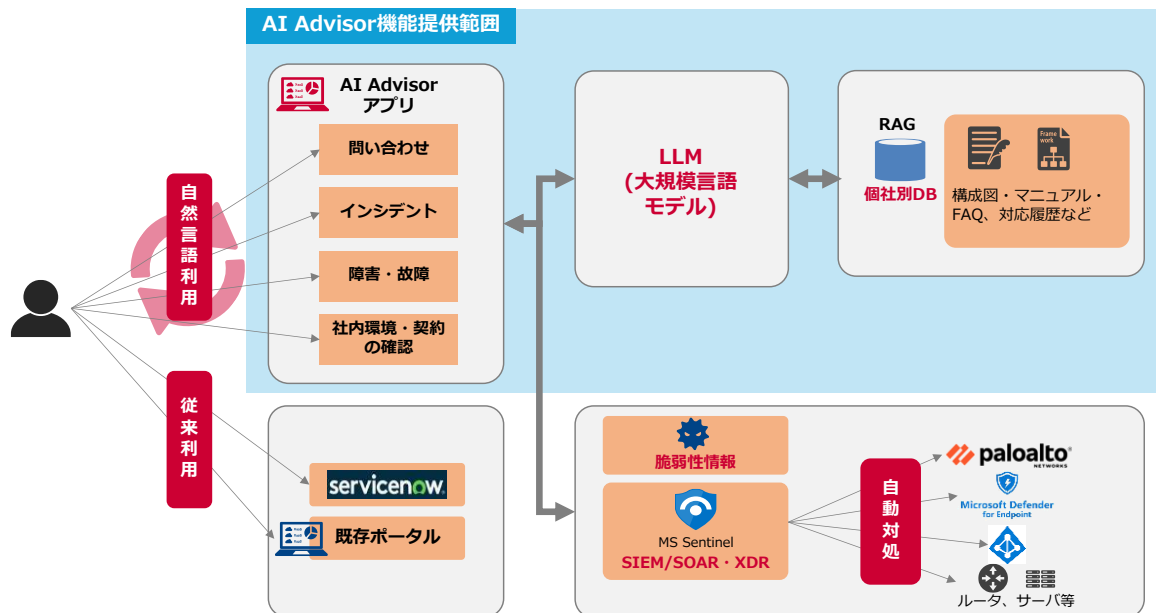 AI Advisor機能提供範囲
AI Advisor
アプリ
問い合わせ
インシデント
障害・故障
社内環境・契約
の確認
自然言語利用
従来利用
LLM
(大規模言語
モデル)
RAG
個社別DB
Frame
work
構成図・マニュアル・
FAQ、対応履歴など
servicenow.
既存ポータル
脆弱性情報
MS Sentinel
SIEM/SOAR・XDR
自動対処
paloalto®
NETWORKS
Microsoft Defender
for Endpoint
ルータ、サーバ等